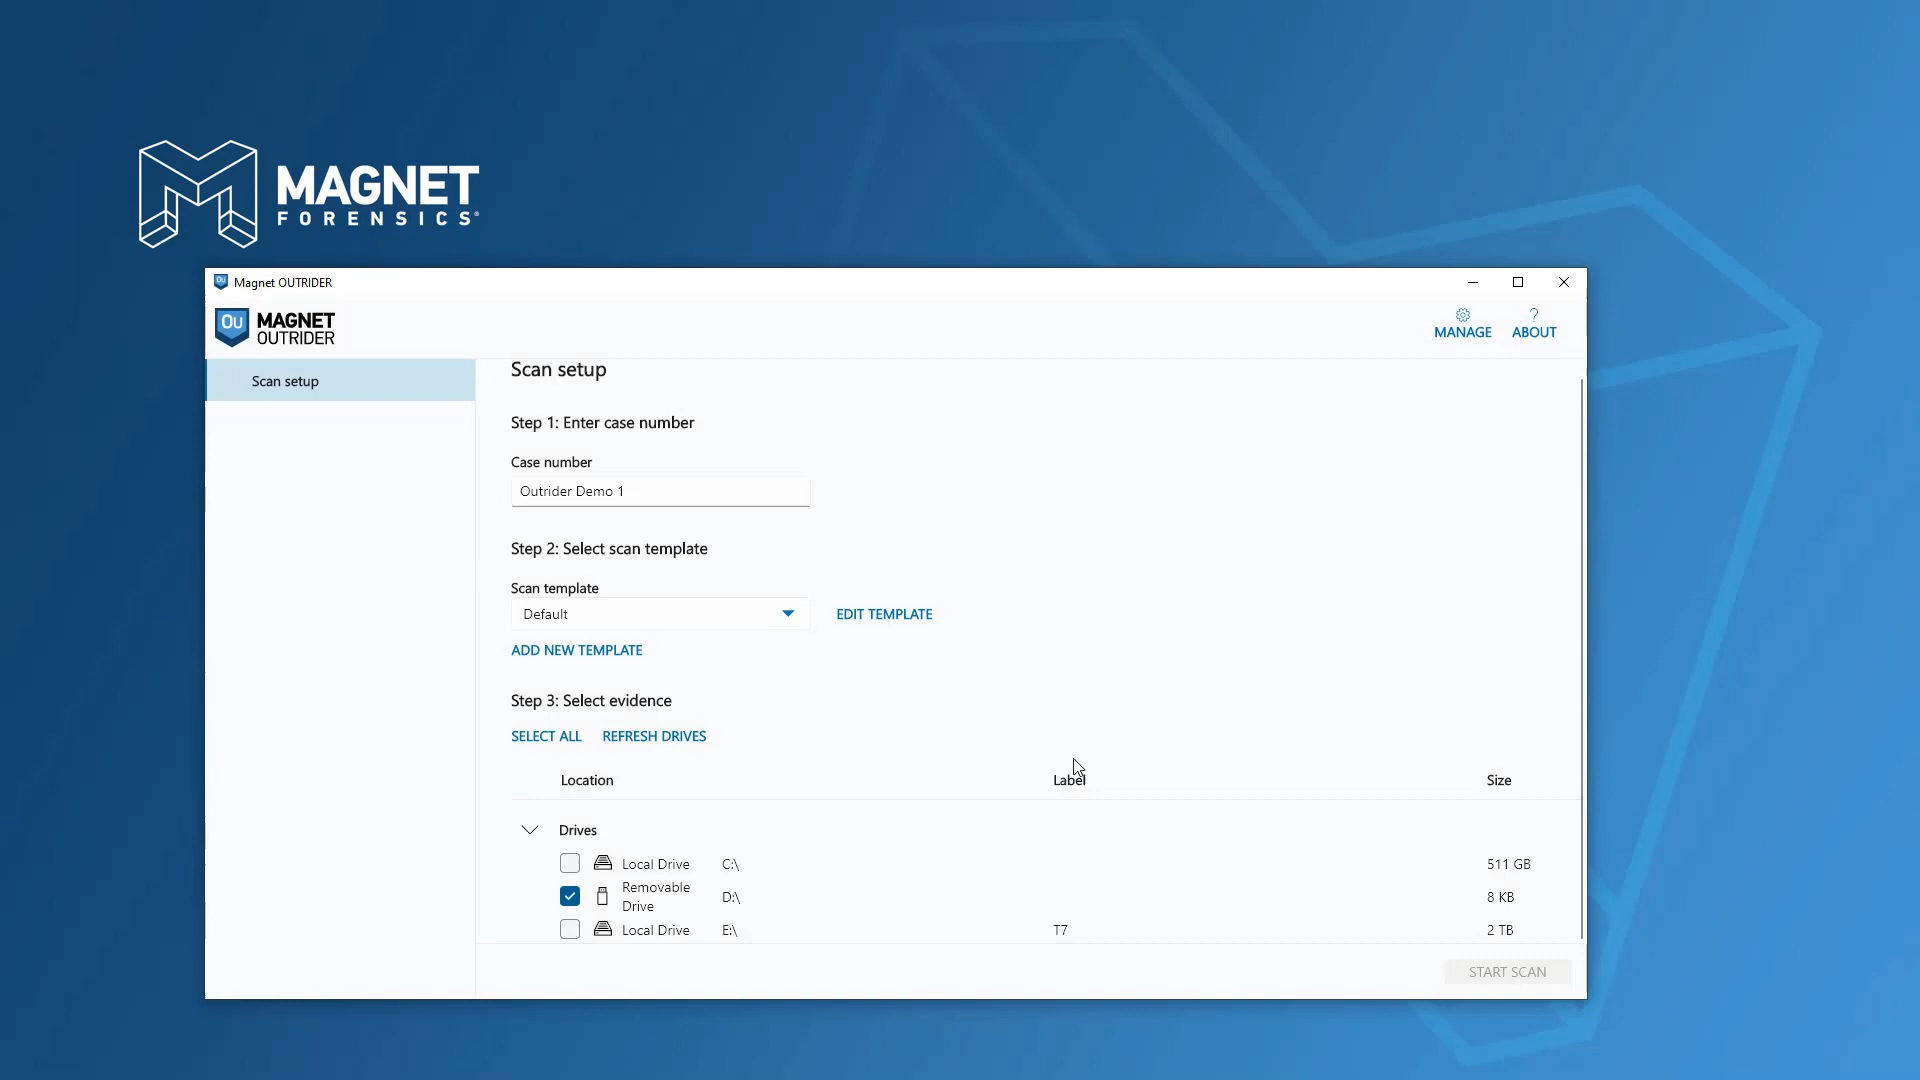 MAGNET
FORENSICS®
OU Magnet OUTRIDER
OU MAGNET
OUTRIDER
? 
MANAGE ABOUT
Scan setup
Scan setup
Step 1: Enter case number
Case number
Outrider Demo 1
Step 2: Select scan template
Scan template
Default EDIT TEMPLATE
ADD NEW TEMPLATE
Step 3: Select evidence
SELECT ALL REFRESH DRIVES
Location Label Size
Drives
Local Drive C:\ 511 GB
Removable
Drive D:\ 8 KB
Local Drive E:\ T7 2 TB
START SCAN